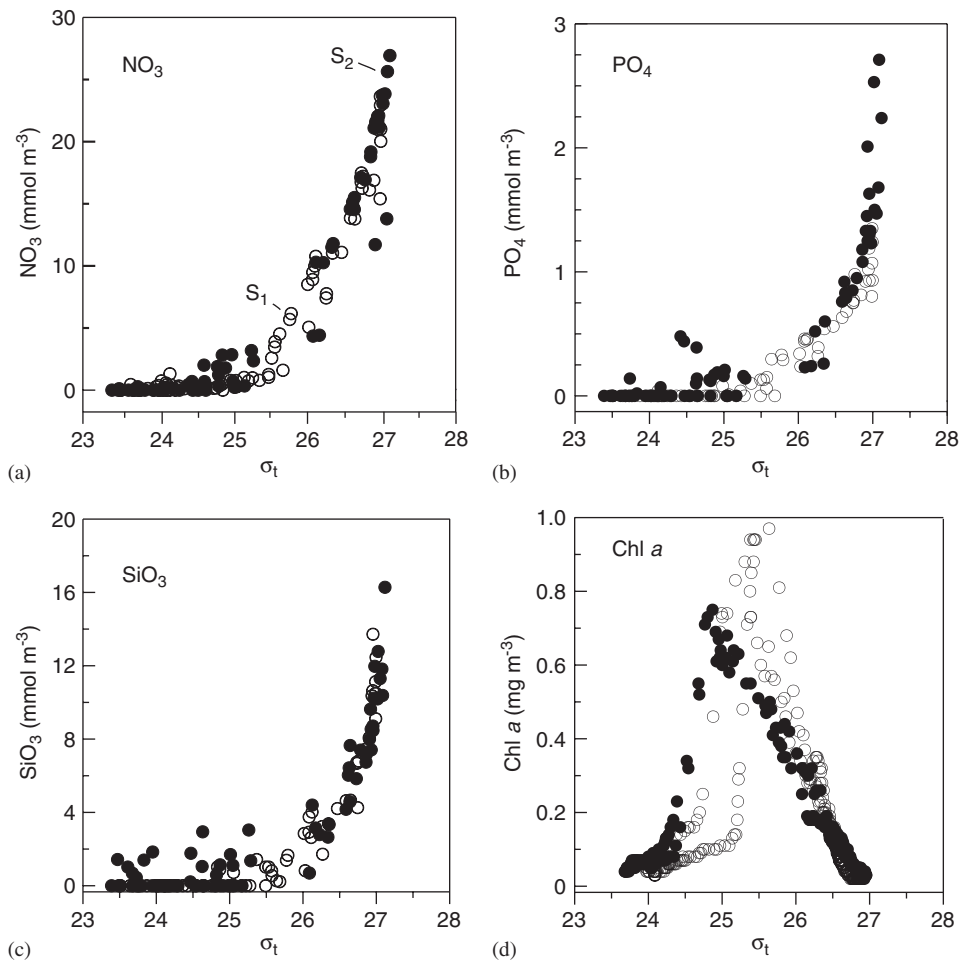 (a)
NO₃ (mmol m⁻³)
30
20
10
0
NO₃
S₁
S₂
23 24 25 26 27 28
σₜ
(b)
PO₄ (mmol m⁻³)
3
2
1
0
PO₄
23 24 25 26 27 28
σₜ
(c)
SiO₃ (mmol m⁻³)
20
16
12
8
4
0
SiO₃
23 24 25 26 27 28
σₜ
(d)
Chl a (mg m⁻³)
1.0
0.8
0.6
0.4
0.2
0
Chl a
23 24 25 26 27 28
σₜ